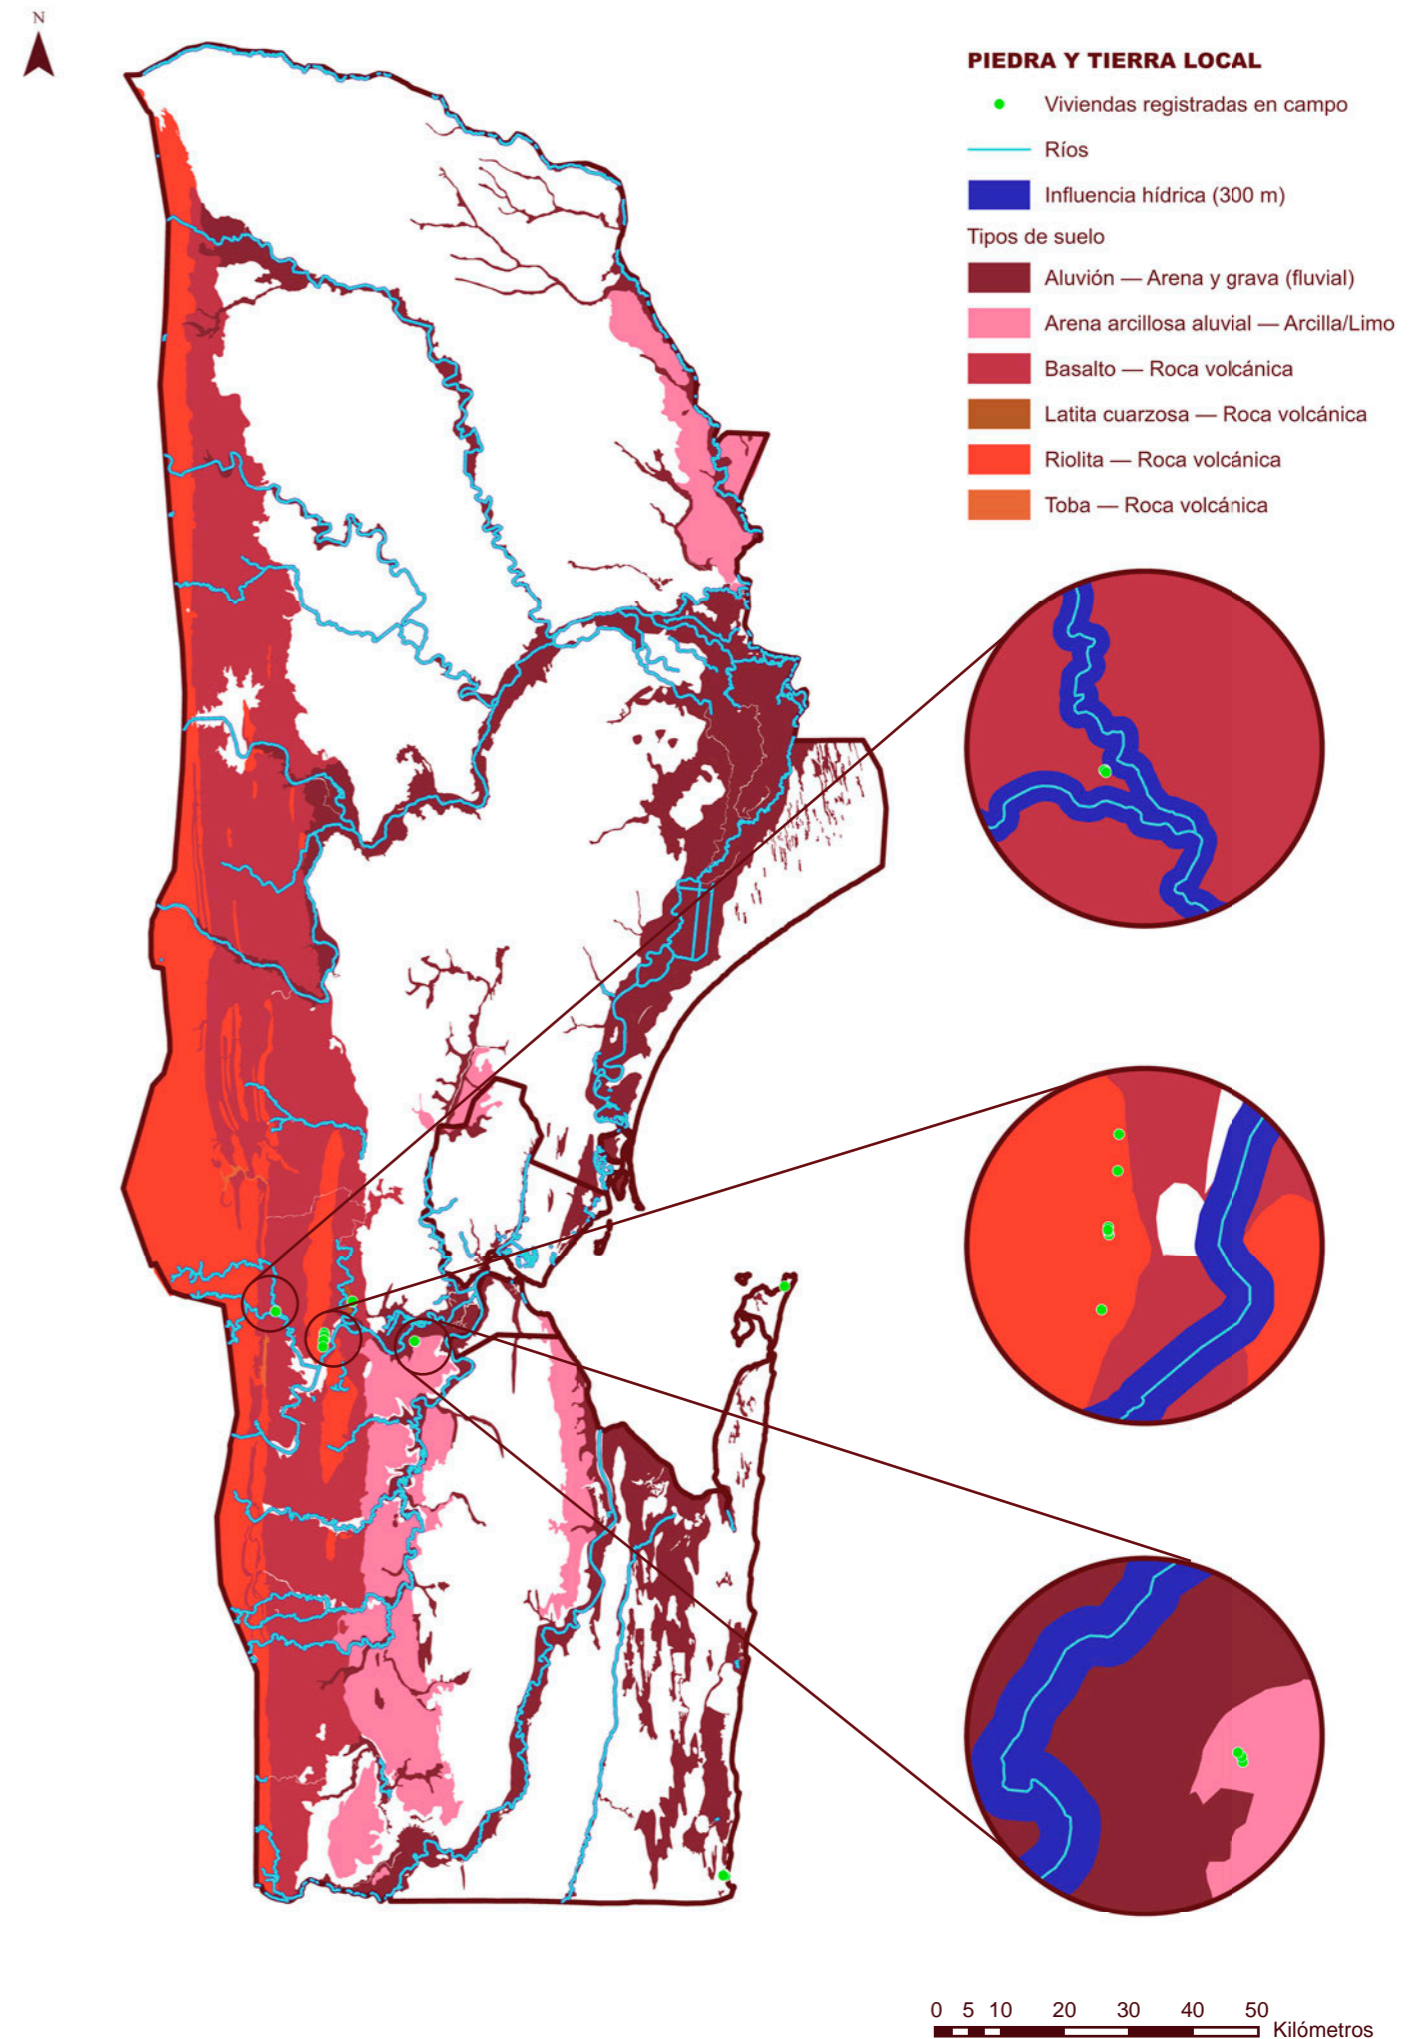 N
PIEDRA Y TIERRA LOCAL
Viviendas registradas en campo
Ríos
Influencia hídrica (300 m)
Tipos de suelo
Aluvión — Arena y grava (fluvial)
Arena arcillosa aluvial — Arcilla/Limo
Basalto — Roca volcánica
Latita cuarzosa — Roca volcánica
Riolita — Roca volcánica
Toba — Roca volcánica
0 5 10 20 30 40 50
Kilómetros